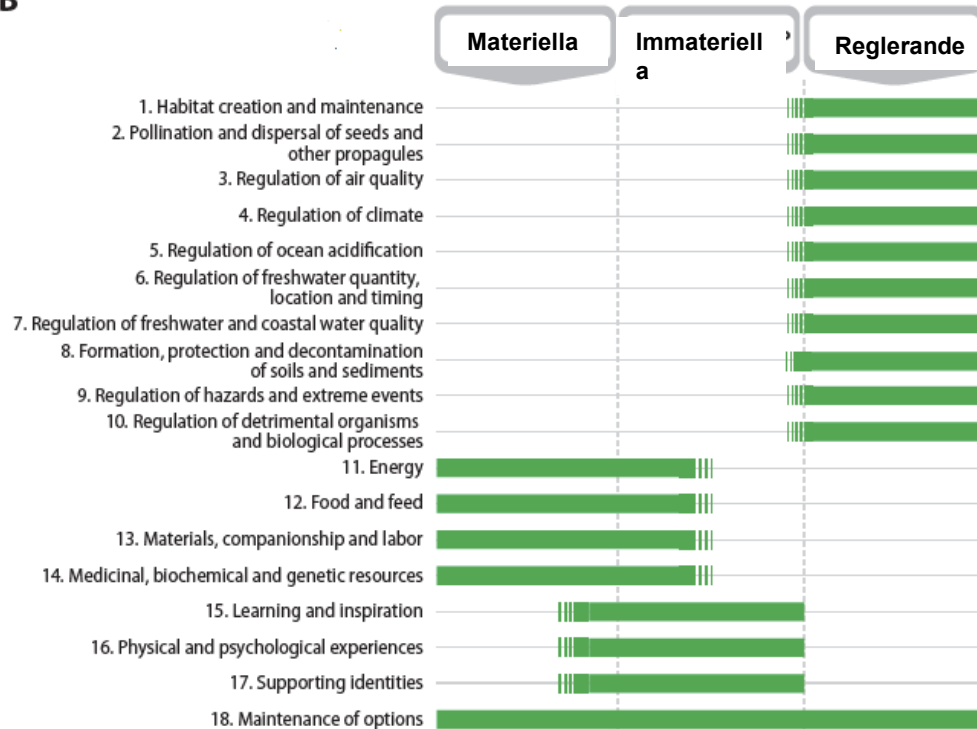 B
Materiella
Immateriell
a
Reglerande
1. Habitat creation and maintenance
2. Pollination and dispersal of seeds and
other propagules
3. Regulation of air quality
4. Regulation of climate
5. Regulation of ocean acidification
6. Regulation of freshwater quantity,
location and timing
7. Regulation of freshwater and coastal water quality
8. Formation, protection and decontamination
of soils and sediments
9. Regulation of hazards and extreme events
10. Regulation of detrimental organisms
and biological processes
11. Energy
12. Food and feed
13. Materials, companionship and labor
14. Medicinal, biochemical and genetic resources
15. Learning and inspiration
16. Physical and psychological experiences
17. Supporting identities
18. Maintenance of options